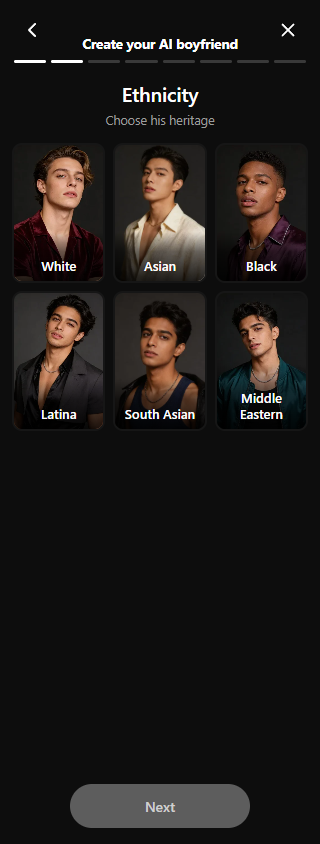 Create your AI boyfriend
Ethnicity
Choose his heritage
White
Asian
Black
Latina
South Asian
Middle
Eastern
Next